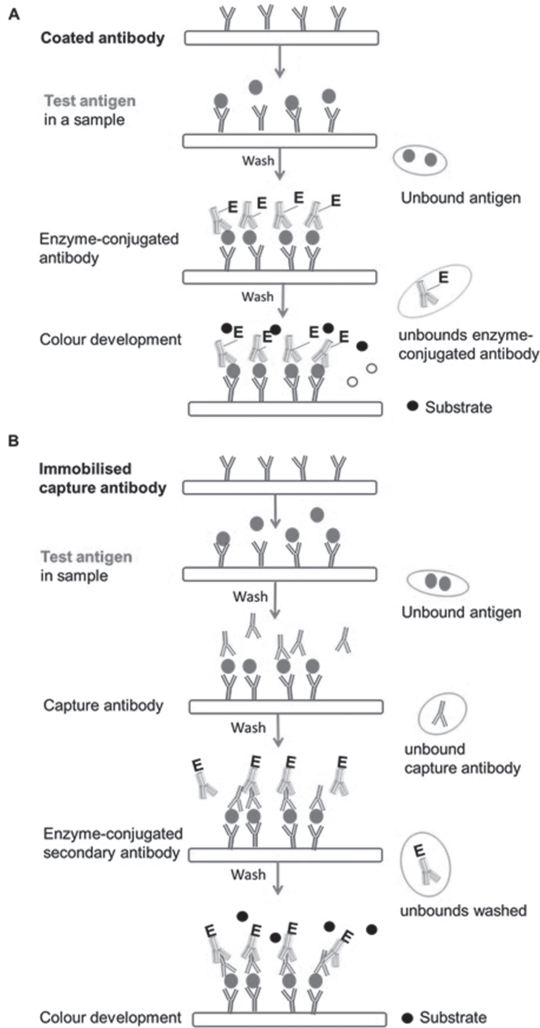 A
Coated antibody
Test antigen
in a sample
Wash
Unbound antigen
E E E E
Enzyme-conjugated
antibody
E
Wash
unbounds enzyme-
conjugated antibody
Colour development
E E E E
Substrate
B
Immobilised
capture antibody
Test antigen
in sample
Wash
Unbound antigen
Capture antibody
Wash
unbound
capture antibody
E E E E
Enzyme-conjugated
secondary antibody
E
Wash
unbounds washed
E E E E
Colour development
Substrate